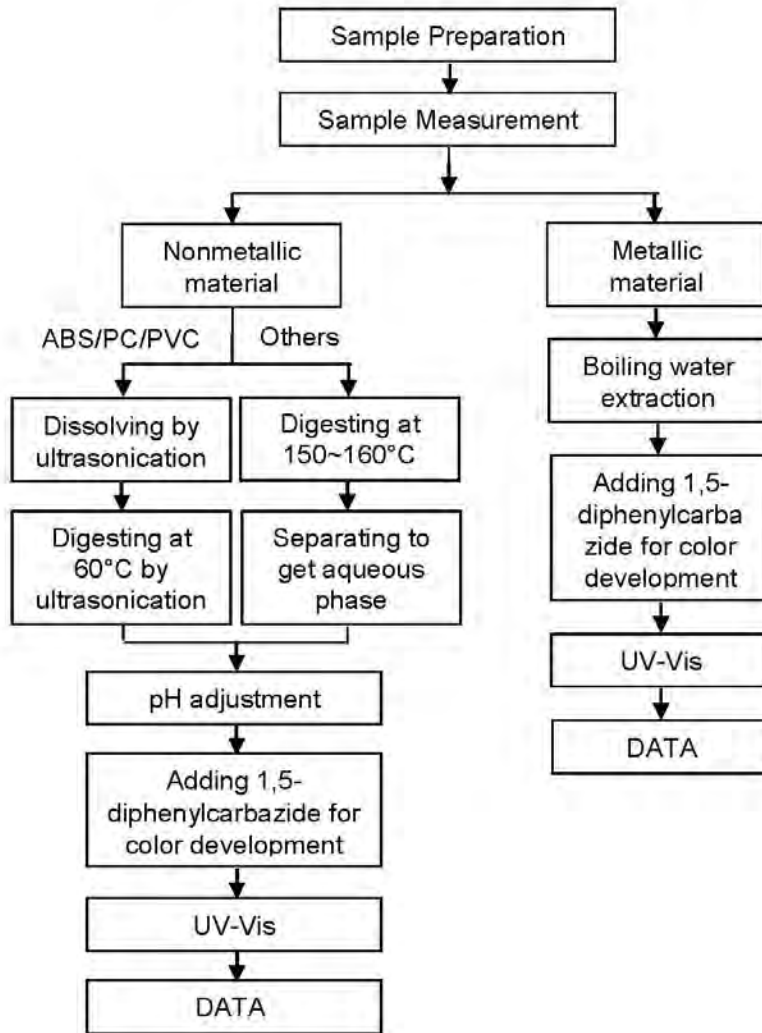 Sample Preparation
Sample Measurement
Nonmetallic
material
ABS/PC/PVC
Others
Dissolving by
ultrasonication
Digesting at
150~160°C
Digesting at
60°C by
ultrasonication
Separating to
get aqueous
phase
pH adjustment
Adding 1,5-
diphenylcarbazide for
color development
UV-Vis
DATA
Metallic
material
Boiling water
extraction
Adding 1,5-
diphenylcarba
zide for color
development
UV-Vis
DATA